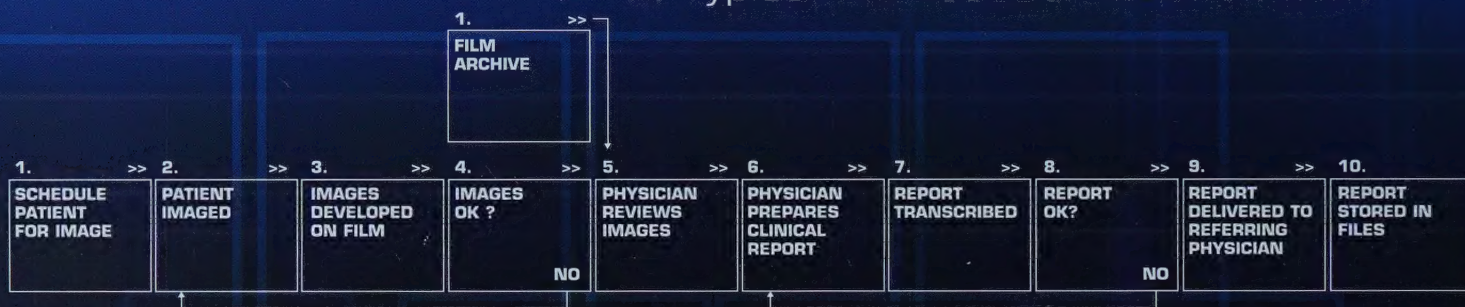 1. >>
FILM
ARCHIVE
1. >>
SCHEDULE
PATIENT
FOR IMAGE
2. >>
PATIENT
IMAGED
3. >>
IMAGES
DEVELOPED
ON FILM
4. >>
IMAGES
OK ?
NO
5. >>
PHYSICIAN
REVIEWS
IMAGES
6. >>
PHYSICIAN
PREPARES
CLINICAL
REPORT
7. >>
REPORT
TRANSCRIBED
8. >>
REPORT
OK?
NO
9. >>
REPORT
DELIVERED TO
REFERRING
PHYSICIAN
10.
REPORT
STORED IN
FILES